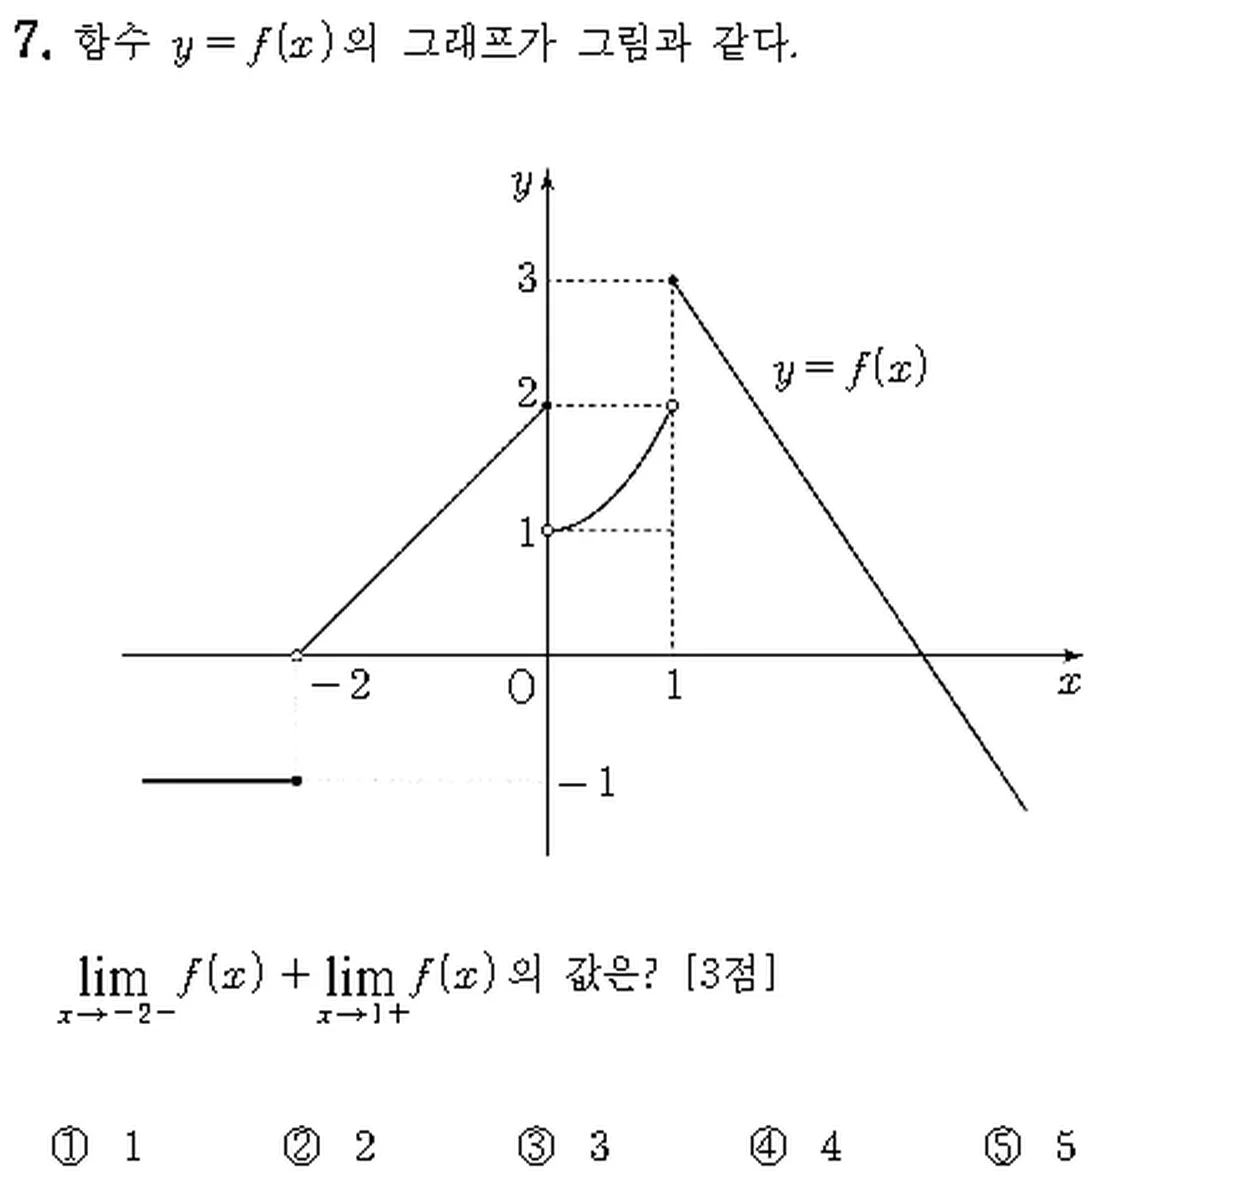 7. 함수 y = f(x)의 그래프가 그림과 같다.
y
3
y = f(x)
2
1
-2 O 1 x
-1
lim f(x) + lim f(x)의 값은? [3점]
x→-2- x→1+
① 1 ② 2 ③ 3 ④ 4 ⑤ 5